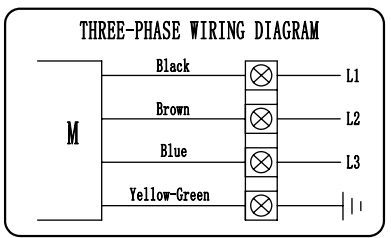 THREE-PHASE WIRING DIAGRAM
Black
L1
Brown
L2
M
Blue
L3
Yellow-Green